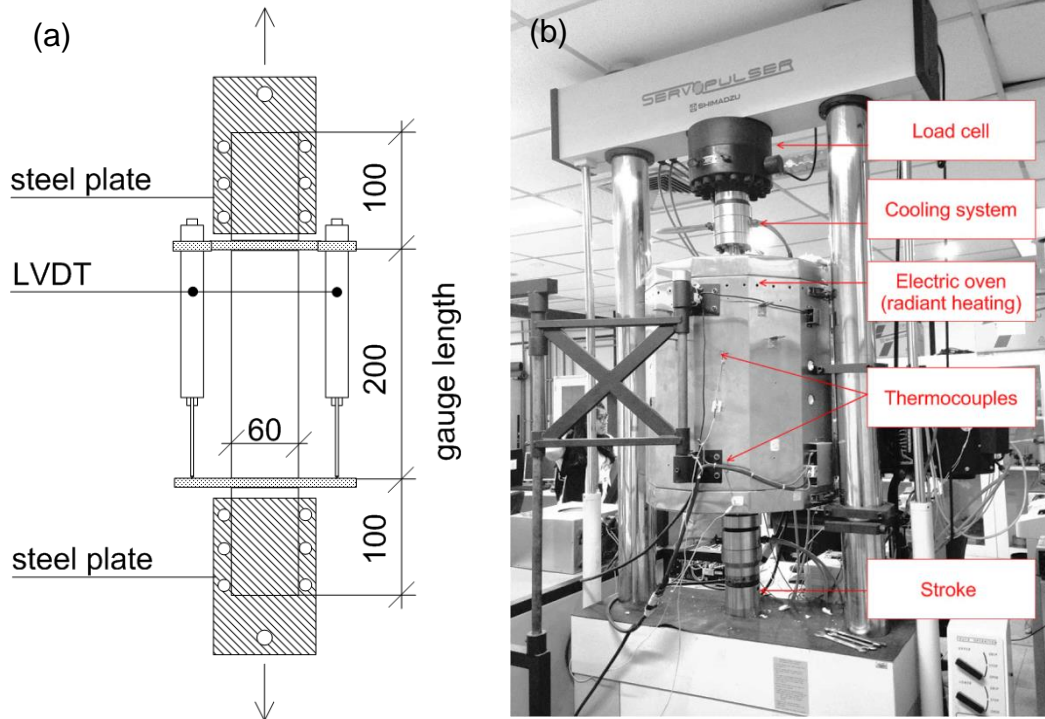 (a)
steel plate
LVDT
60
steel plate
100
200
100
gauge length
(b)
SERVOPULSER
SHIMADZU
Load cell
Cooling system
Electric oven
(radiant heating)
Thermocouples
Stroke